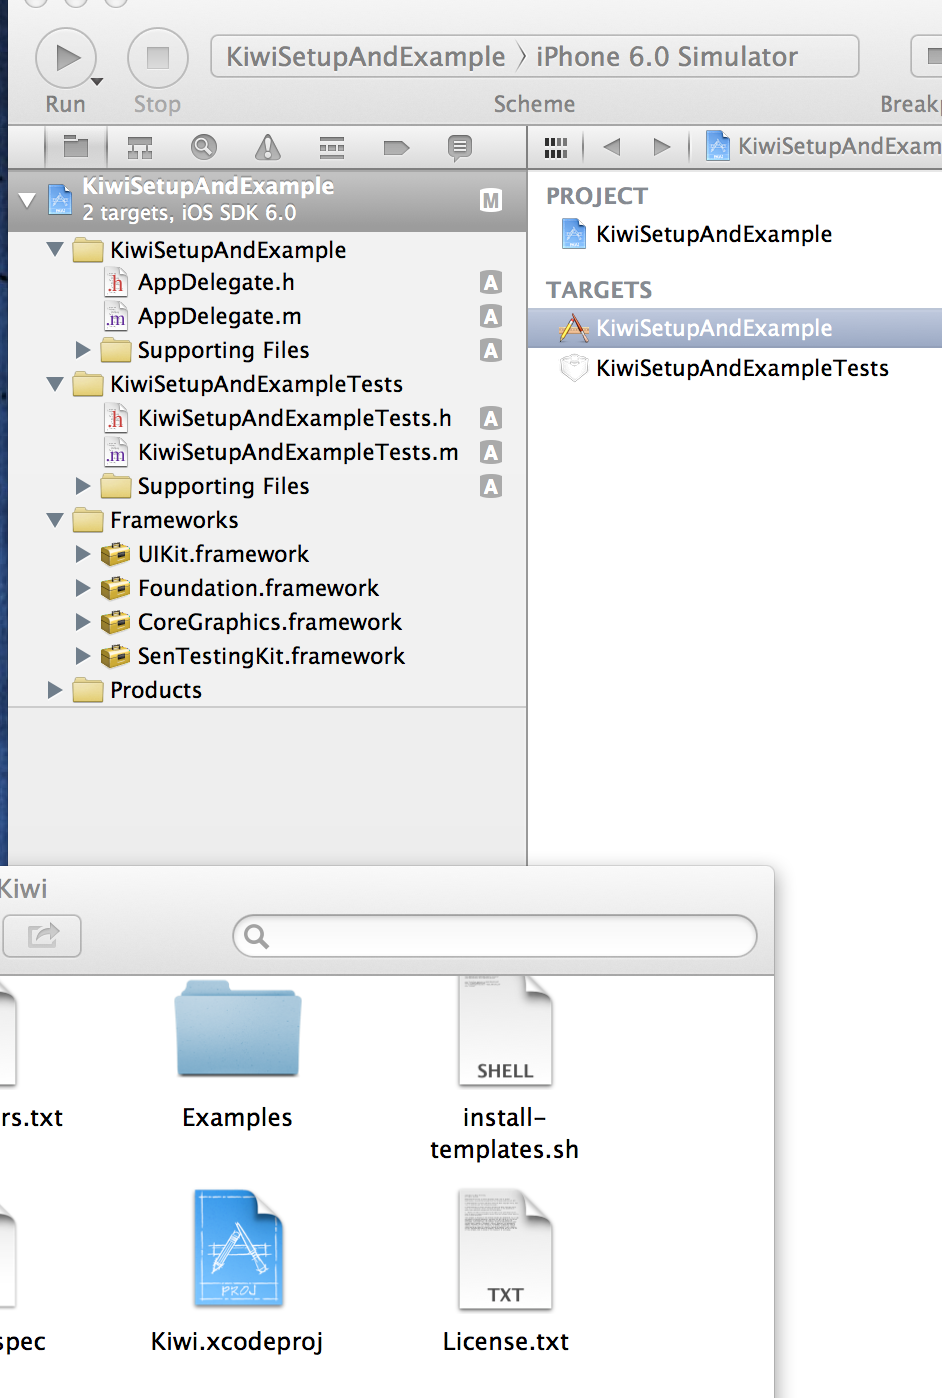 KiwiSetupAndExample iPhone 6.0 Simulator
Run Stop Scheme Break
KiwiSetupAndExam
KiwiSetupAndExample
2 targets, iOS SDK 6.0
M
KiwiSetupAndExample
AppDelegate.h A
AppDelegate.m A
Supporting Files A
KiwiSetupAndExampleTests
KiwiSetupAndExampleTests.h A
KiwiSetupAndExampleTests.m A
Supporting Files A
Frameworks
UIKit.framework
Foundation.framework
CoreGraphics.framework
SenTestingKit.framework
Products
PROJECT
KiwiSetupAndExample
TARGETS
KiwiSetupAndExample
KiwiSetupAndExampleTests
Kiwi
SHELL
rs.txt
Examples
install-
templates.sh
PROJ
TXT
spec
Kiwi.xcodeproj
License.txt